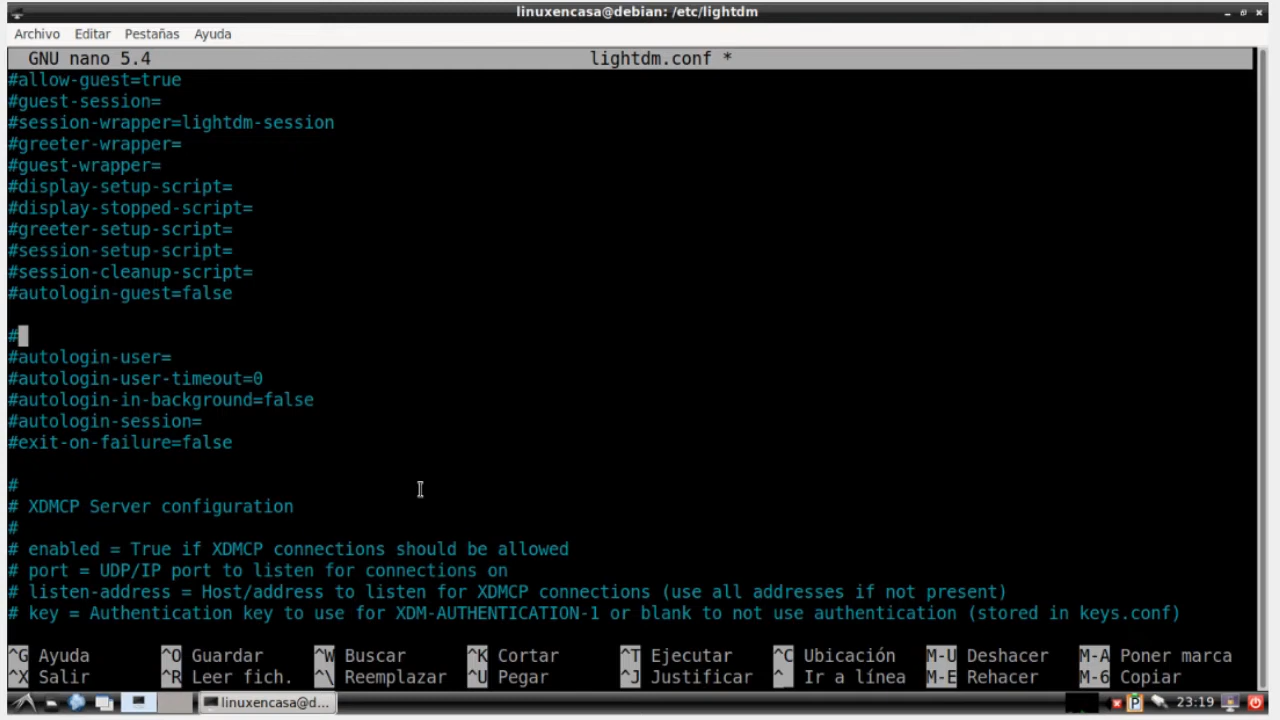 linuxencasa@debian: /etc/lightdm
Archivo Editar Pestañas Ayuda
GNU nano 5.4 lightdm.conf *
#allow-guest=true
#guest-session=
#session-wrapper=lightdm-session
#greeter-wrapper=
#guest-wrapper=
#display-setup-script=
#display-stopped-script=
#greeter-setup-script=
#session-setup-script=
#session-cleanup-script=
#autologin-guest=false
#
#autologin-user=
#autologin-user-timeout=0
#autologin-in-background=false
#autologin-session=
#exit-on-failure=false
#
# XDMCP Server configuration
#
# enabled = True if XDMCP connections should be allowed
# port = UDP/IP port to listen for connections on
# listen-address = Host/address to listen for XDMCP connections (use all addresses if not present)
# key = Authentication key to use for XDM-AUTHENTICATION-1 or blank to not use authentication (stored in keys.conf)
^G Ayuda ^O Guardar ^W Buscar ^K Cortar ^T Ejecutar ^C Ubicación M-U Deshacer M-A Poner marca
^X Salir ^R Leer fich. ^\ Reemplazar ^U Pegar ^J Justificar ^_ Ir a línea M-E Rehacer M-6 Copiar
linuxencasa@d... 23:19